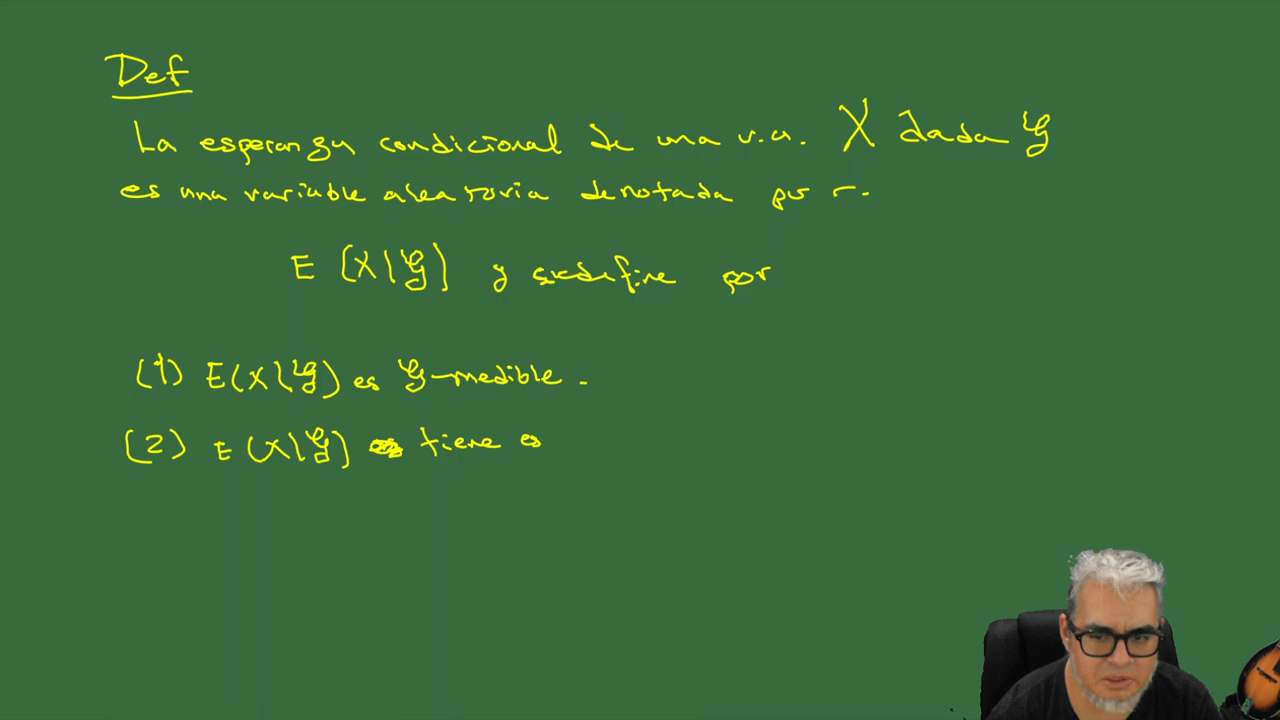 Def
La esperanza condicional de una v.a. X dada 𝒢
es una variable aleatoria denotada por
E [X|𝒢] y se define por
(1) E(X|𝒢) es 𝒢-medible.
(2) E(X|𝒢) tiene es